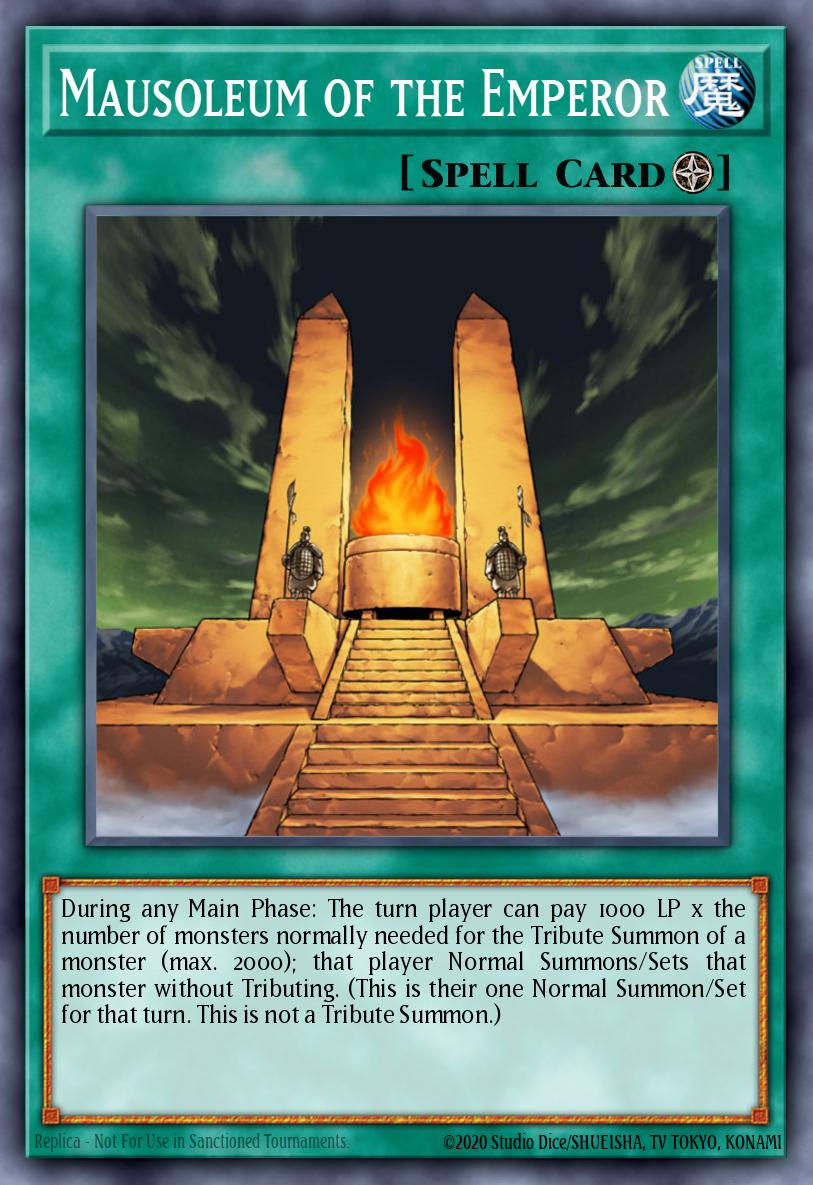 Mausoleum of the Emperor
SPELL
魔
[Spell Card]
During any Main Phase: The turn player can pay 1000 LP x the
number of monsters normally needed for the Tribute Summon of a
monster (max. 2000); that player Normal Summons/Sets that
monster without Tributing. (This is their one Normal Summon/Set
for that turn. This is not a Tribute Summon.)
Replica - Not For Use in Sanctioned Tournaments.
©2020 Studio Dice/SHUEISHA, TV TOKYO, KONAMI